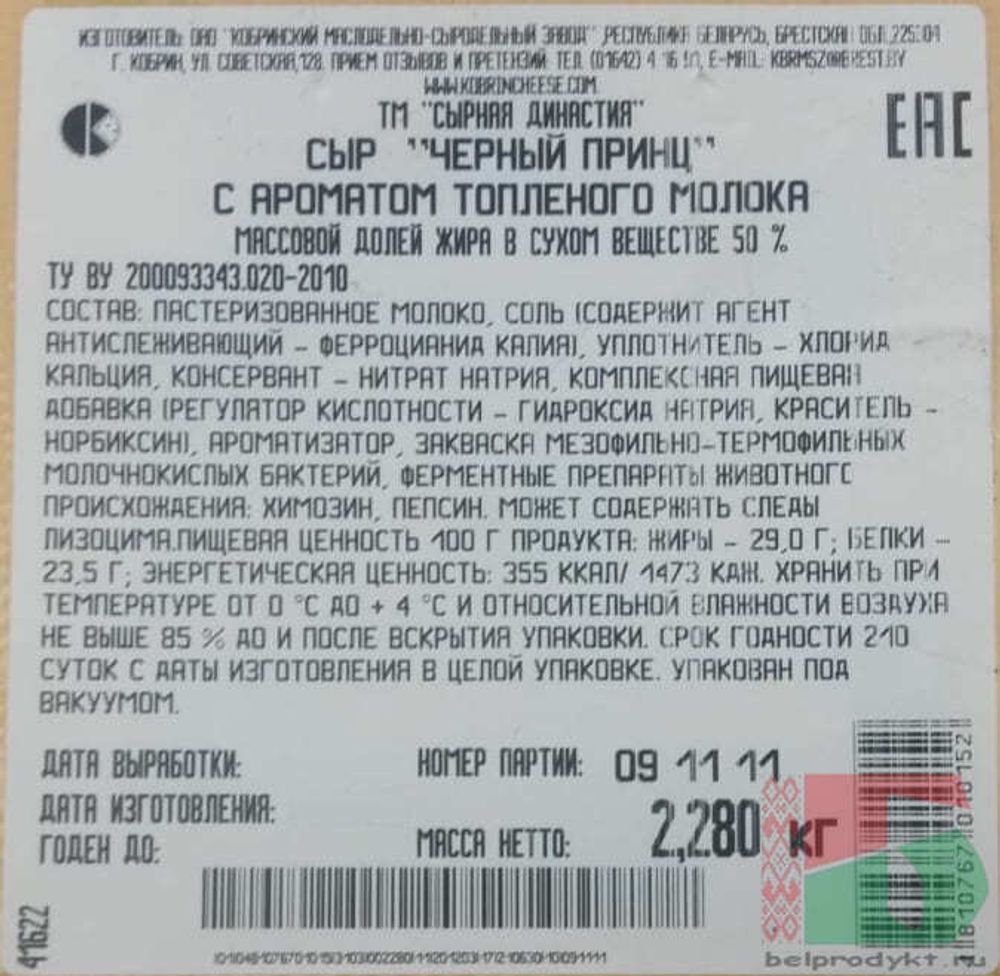 ИЗГОТОВИТЕЛЬ: ОАО "КОБРИНСКИЙ МАСЛОДЕЛЬНО-СЫРОДЕЛЬНЫЙ ЗАВОД", РЕСПУБЛИКА БЕЛАРУСЬ, БРЕСТСКАЯ ОБЛ.
Г. КОБРИН, УЛ. СОВЕТСКАЯ, 128. ПРИЕМ ОТЗЫВОВ И ПРЕТЕНЗИЙ: ТЕЛ. (01642) E-MAIL: KBRMSZ@BREST.BY
WWW.KOBRINCHEESE.COM
ТМ "СЫРНАЯ ДИНАСТИЯ"
ЕАС
СЫР "ЧЕРНЫЙ ПРИНЦ"
С АРОМАТОМ ТОПЛЕНОГО МОЛОКА
МАССОВОЙ ДОЛЕЙ ЖИРА В СУХОМ ВЕЩЕСТВЕ 50 %
ТУ BY 200093343.020-2010
СОСТАВ: ПАСТЕРИЗОВАННОЕ МОЛОКО, СОЛЬ (СОДЕРЖИТ АГЕНТ
АНТИСЛЕЖИВАЮЩИЙ - ФЕРРОЦИАНИД КАЛИЯ), УПЛОТНИТЕЛЬ - ХЛОРИД
КАЛЬЦИЯ, КОНСЕРВАНТ - НИТРАТ НАТРИЯ, КОМПЛЕКСНАЯ ПИЩЕВАЯ
ДОБАВКА (РЕГУЛЯТОР КИСЛОТНОСТИ - ГИДРОКСИД НАТРИЯ, КРАСИТЕЛЬ -
НОРБИКСИН), АРОМАТИЗАТОР, ЗАКВАСКА МЕЗОФИЛЬНО-ТЕРМОФИЛЬНЫХ
МОЛОЧНОКИСЛЫХ БАКТЕРИЙ, ФЕРМЕНТНЫЕ ПРЕПАРАТЫ ЖИВОТНОГО
ПРОИСХОЖДЕНИЯ: ХИМОЗИН, ПЕПСИН. МОЖЕТ СОДЕРЖАТЬ СЛЕДЫ
ЛИЗОЦИМА.ПИЩЕВАЯ ЦЕННОСТЬ 100 Г ПРОДУКТА: ЖИРЫ - 29,0 Г; БЕЛКИ -
23,5 Г; ЭНЕРГЕТИЧЕСКАЯ ЦЕННОСТЬ: 355 ККАЛ/ 1473 КДЖ. ХРАНИТЬ ПРИ
ТЕМПЕРАТУРЕ ОТ 0 °С ДО + 4 °С И ОТНОСИТЕЛЬНОЙ ВЛАЖНОСТИ ВОЗДУХА
НЕ ВЫШЕ 85 % ДО И ПОСЛЕ ВСКРЫТИЯ УПАКОВКИ. СРОК ГОДНОСТИ 210
СУТОК С ДАТЫ ИЗГОТОВЛЕНИЯ В ЦЕЛОЙ УПАКОВКЕ. УПАКОВАН ПОД
ВАКУУМОМ.
ДАТА ВЫРАБОТКИ:
НОМЕР ПАРТИИ: 09 11 11
ДАТА ИЗГОТОВЛЕНИЯ:
ГОДЕН ДО:
МАССА НЕТТО: 2,280 кг
41622
belprodykt.ru